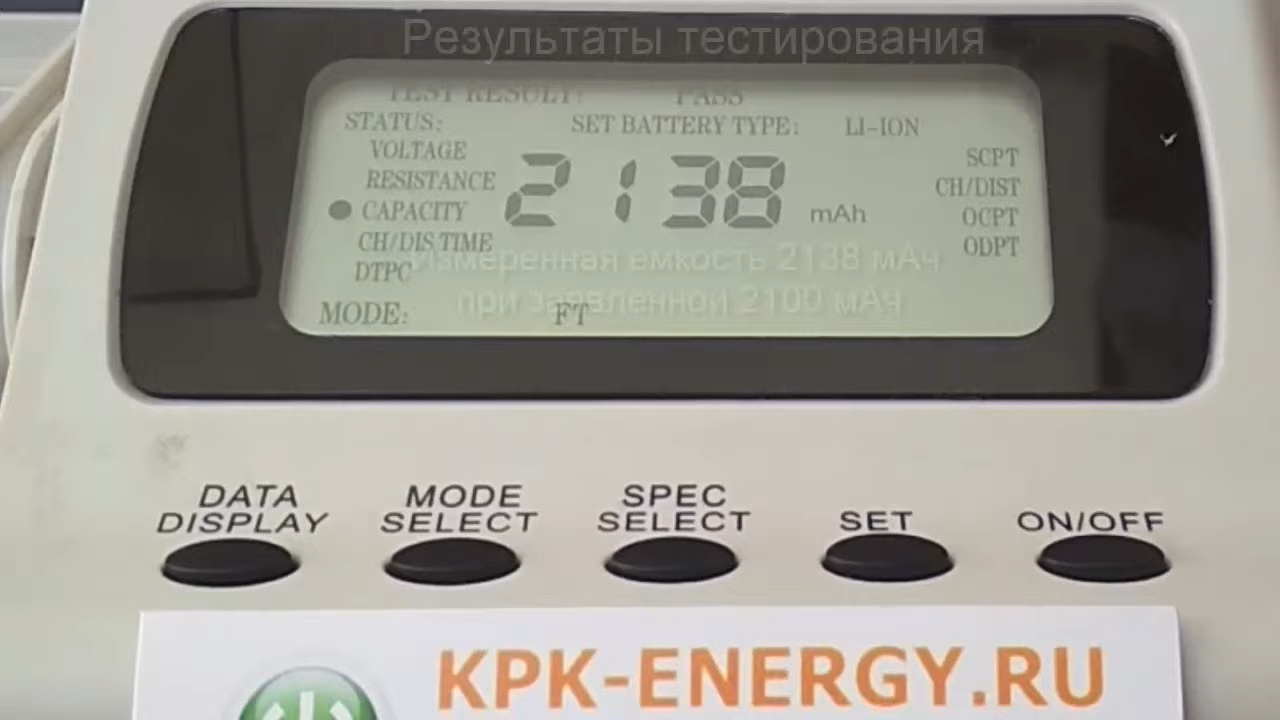 Результаты тестирования
TEST RESULT: PASS
STATUS: SET BATTERY TYPE: LI-ION
VOLTAGE SCPT
RESISTANCE 2138 CH/DIST
CAPACITY mAh OCPT
CH/DIS TIME ODPT
Измеренная емкость 2138 мАч
DTPC
при заявленной 2100 мАч
MODE: FT
DATA DISPLAY
MODE SELECT
SPEC SELECT
SET
ON/OFF
KPK-ENERGY.RU